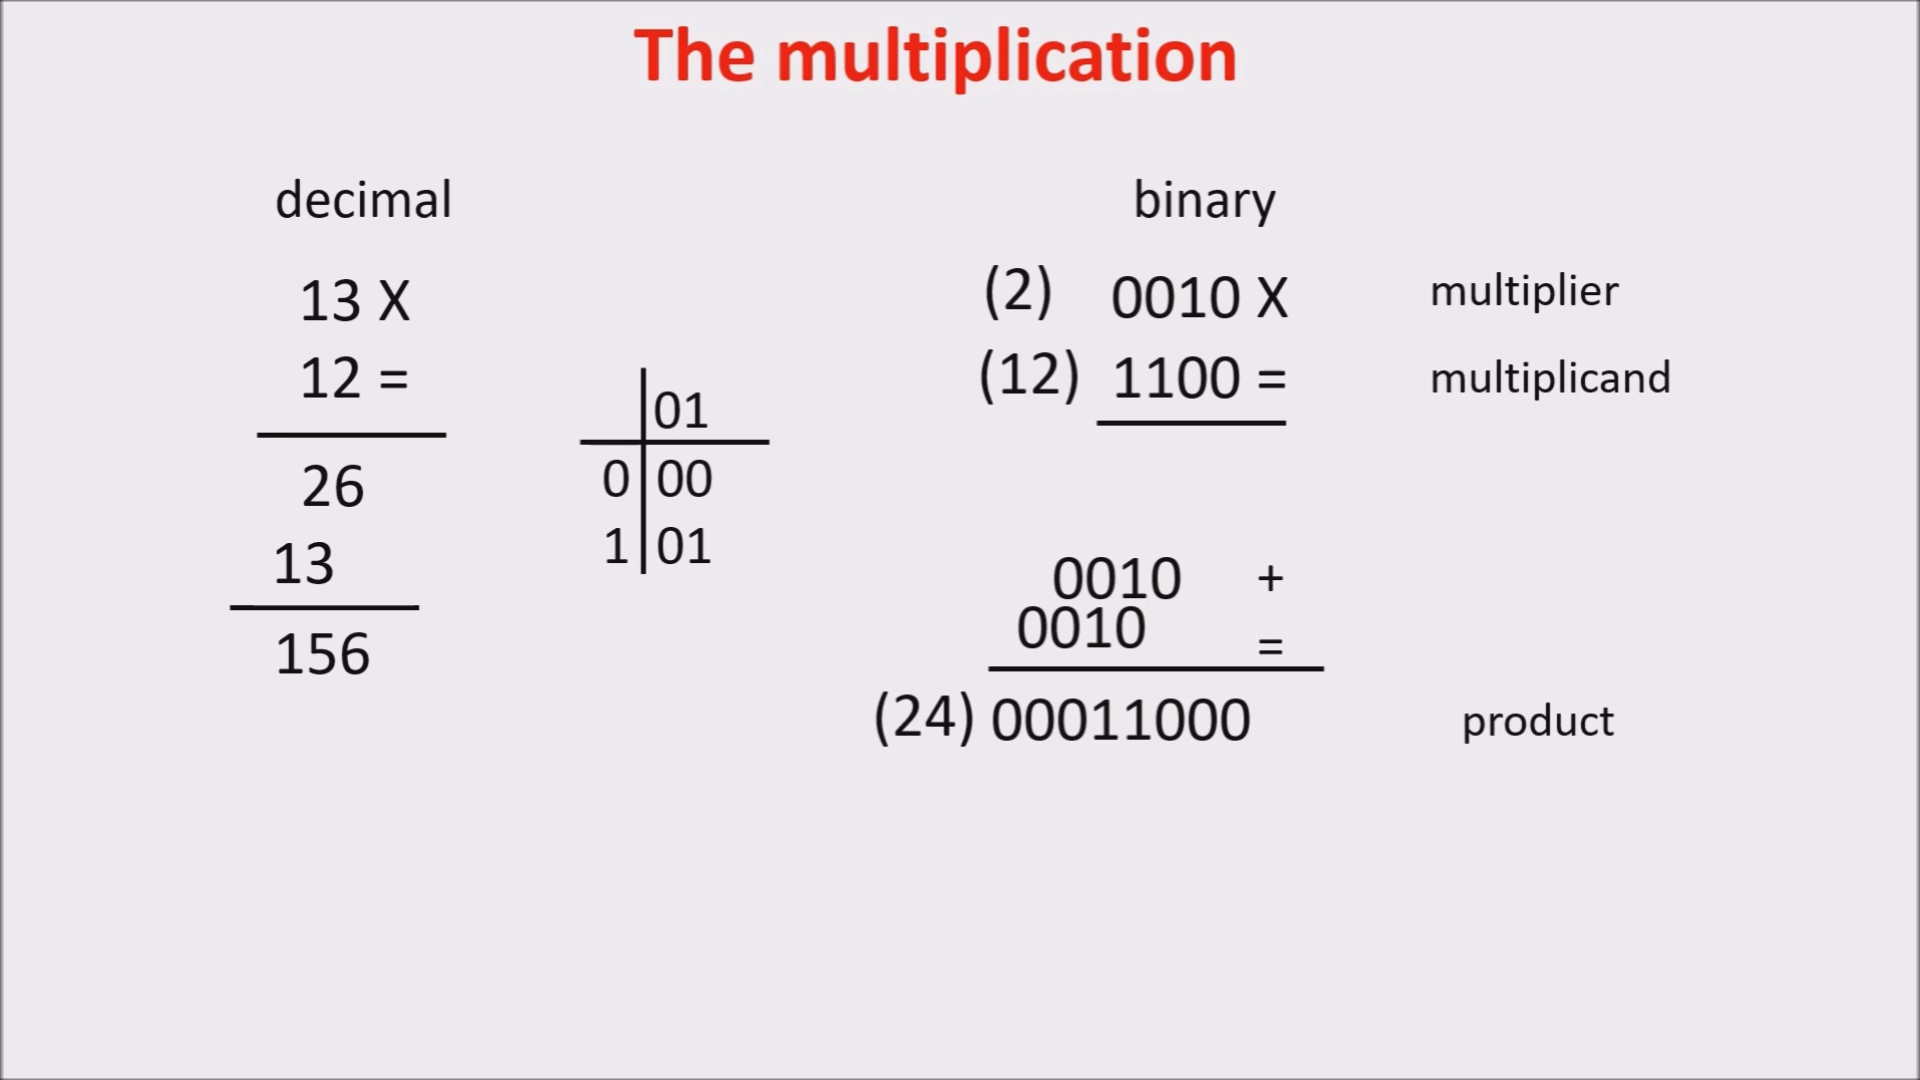 The multiplication
decimal
13 X
12 =
26
13
156
01
0 00
1 01
binary
(2) 0010 X multiplier
(12) 1100 = multiplicand
0010 +
0010 =
(24) 00011000 product